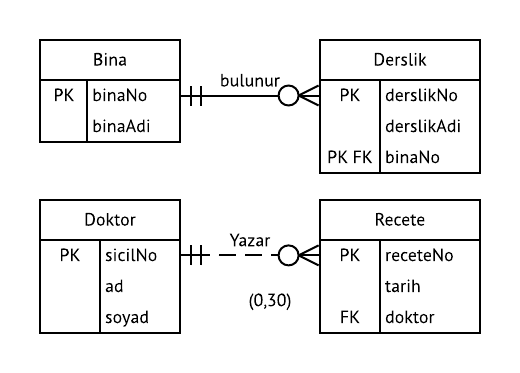 Bina
PK binaNo
binaAdi
bulunur
Derslik
PK derslikNo
derslikAdi
PK FK binaNo
Doktor
PK sicilNo
ad
soyad
Yazar
(0,30)
Recete
PK receteNo
tarih
FK doktor